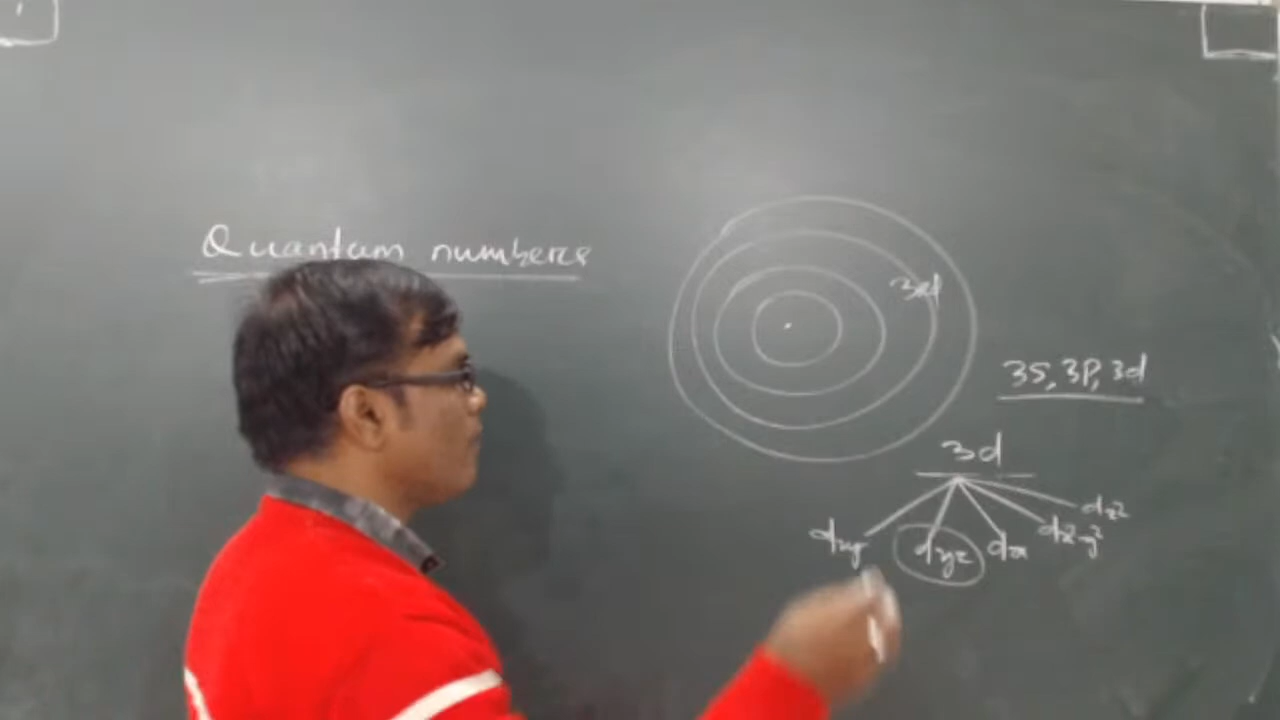 Quantum numbers
3d
3s, 3p, 3d
3d
dxy dyz dzx dx²-y² dz²